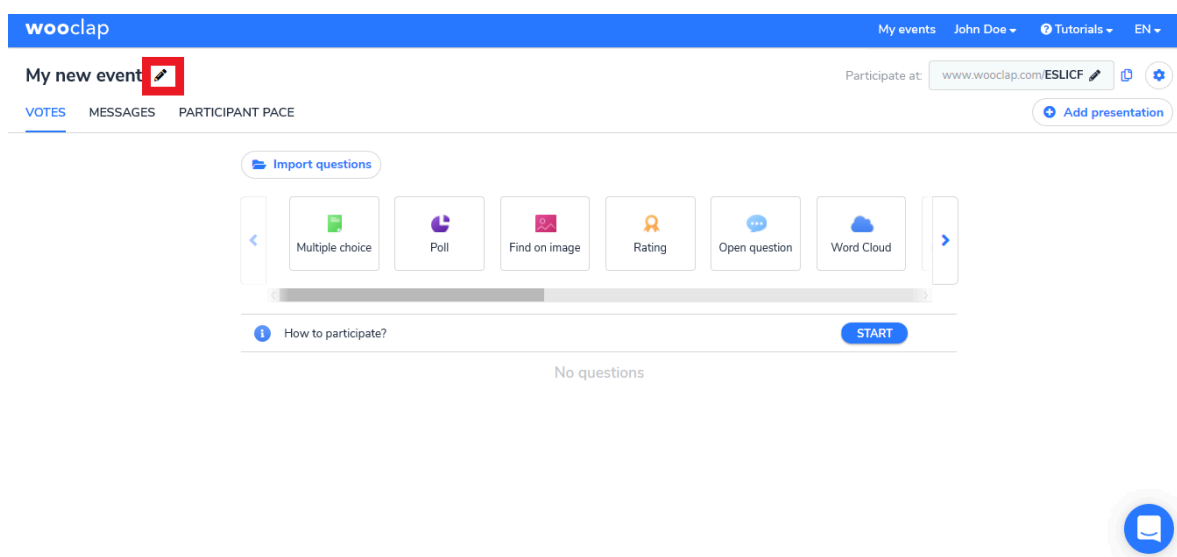 wooclap
My events John Doe Tutorials EN
My new event
Participate at: www.wooclap.com/ESLICF
VOTES MESSAGES PARTICIPANT PACE
Add presentation
Import questions
Multiple choice Poll Find on image Rating Open question Word Cloud
How to participate? START
No questions